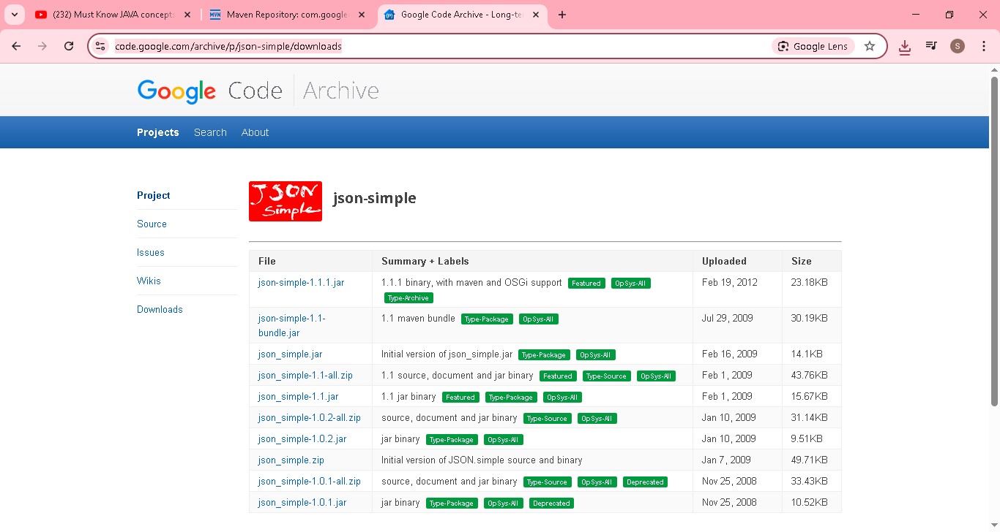 (232) Must Know JAVA concepts
Maven Repository: com.google
Google Code Archive - Long-te
code.google.com/archive/p/json-simple/downloads
Google Lens
S
Google Code Archive
Projects Search About
Project
Source
Issues
Wikis
Downloads
JSON
Simple
json-simple
File Summary + Labels Uploaded Size
json-simple-1.1.1.jar 1.1.1 binary, with maven and OSGi support Featured OpSys-All Feb 19, 2012 23.18KB
Type-Archive
json-simple-1.1- 1.1 maven bundle Type-Package OpSys-All Jul 29, 2009 30.19KB
bundle.jar
json_simple.jar Initial version of json_simple.jar Type-Package OpSys-All Feb 16, 2009 14.1KB
json_simple-1.1-all.zip 1.1 source, document and jar binary Featured Type-Source OpSys-All Feb 1, 2009 43.76KB
json_simple-1.1.jar 1.1 jar binary Featured Type-Package OpSys-All Feb 1, 2009 15.67KB
json_simple-1.0.2-all.zip source, document and jar binary Type-Source OpSys-All Jan 10, 2009 31.14KB
json_simple-1.0.2.jar jar binary Type-Package OpSys-All Jan 10, 2009 9.51KB
json_simple.zip Initial version of JSON.simple source and binary Jan 7, 2009 49.71KB
json_simple-1.0.1-all.zip source, document and jar binary Type-Source OpSys-All Deprecated Nov 25, 2008 33.43KB
json_simple-1.0.1.jar jar binary Type-Package OpSys-All Deprecated Nov 25, 2008 10.52KB